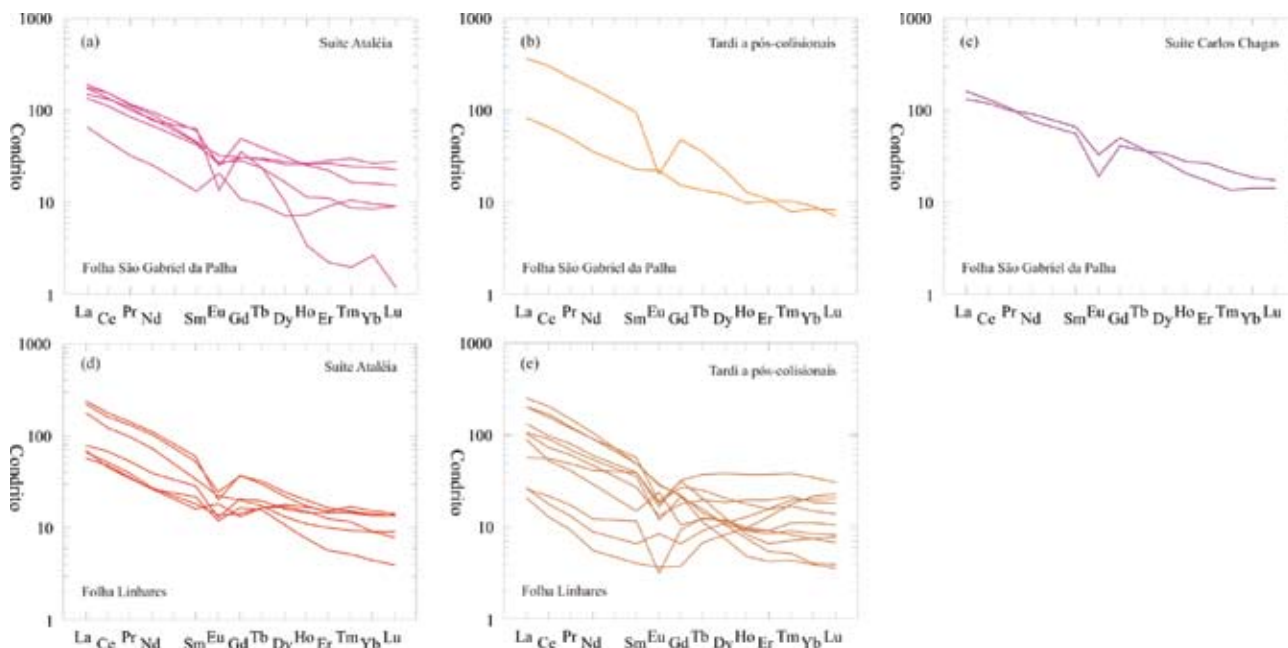 1000
(a)
Suíte Ataléia
100
Condrito
10
Folha São Gabriel da Palha
1
La Ce Pr Nd Sm Eu Gd Tb Dy Ho Er Tm Yb Lu
1000
(b)
Tardi a pós-colisionais
100
Condrito
10
Folha São Gabriel da Palha
1
La Ce Pr Nd Sm Eu Gd Tb Dy Ho Er Tm Yb Lu
1000
(c)
Suíte Carlos Chagas
100
Condrito
10
Folha São Gabriel da Palha
1
La Ce Pr Nd Sm Eu Gd Tb Dy Ho Er Tm Yb Lu
1000
(d)
Suíte Ataléia
100
Condrito
10
Folha Linhares
1
La Ce Pr Nd Sm Eu Gd Tb Dy Ho Er Tm Yb Lu
1000
(e)
Tardi a pós-colisionais
100
Condrito
10
Folha Linhares
1
La Ce Pr Nd Sm Eu Gd Tb Dy Ho Er Tm Yb Lu